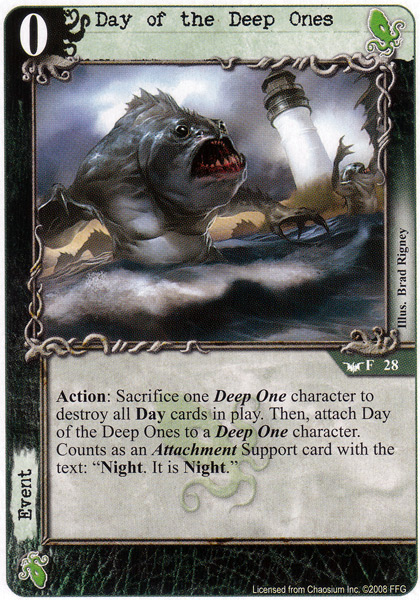 0
Day of the Deep Ones
Illus. Brad Rigney
F 28
Action: Sacrifice one Deep One character to
destroy all Day cards in play. Then, attach Day
of the Deep Ones to a Deep One character.
Counts as an Attachment Support card with the
text: “Night. It is Night.”
Event
Licensed from Chaosium Inc. ©2008 FFG